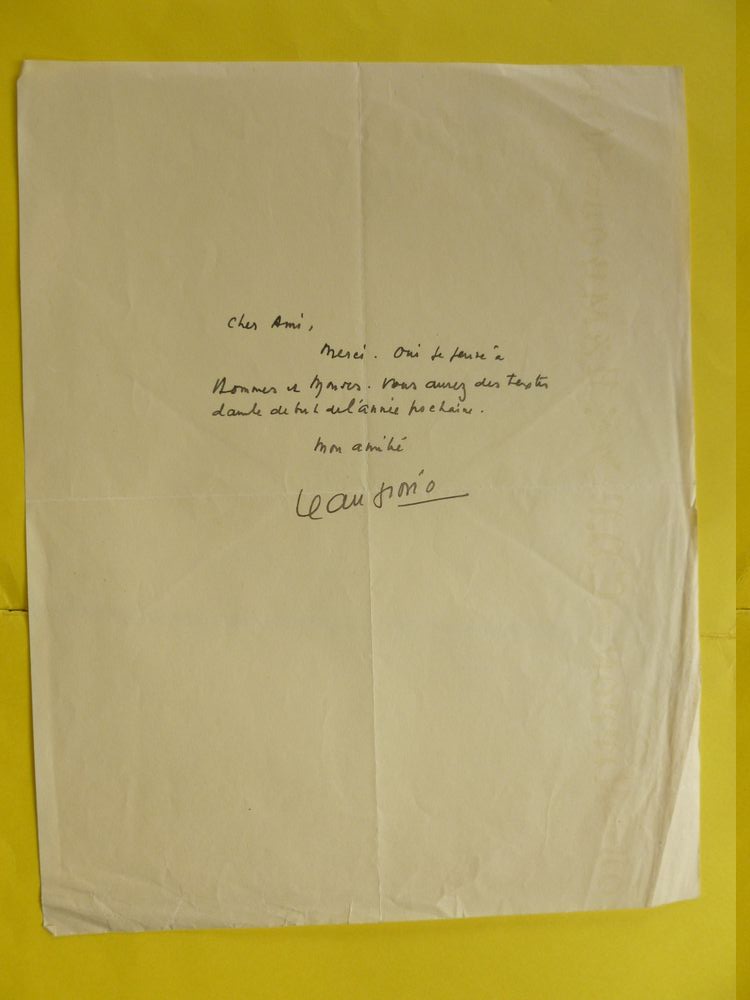 Cher Ami,
Merci. Oui je pense à
Hommes et Mondes. Vous aurez des textes
dans le début de l'année prochaine.
Mon amitié
Jean Giono